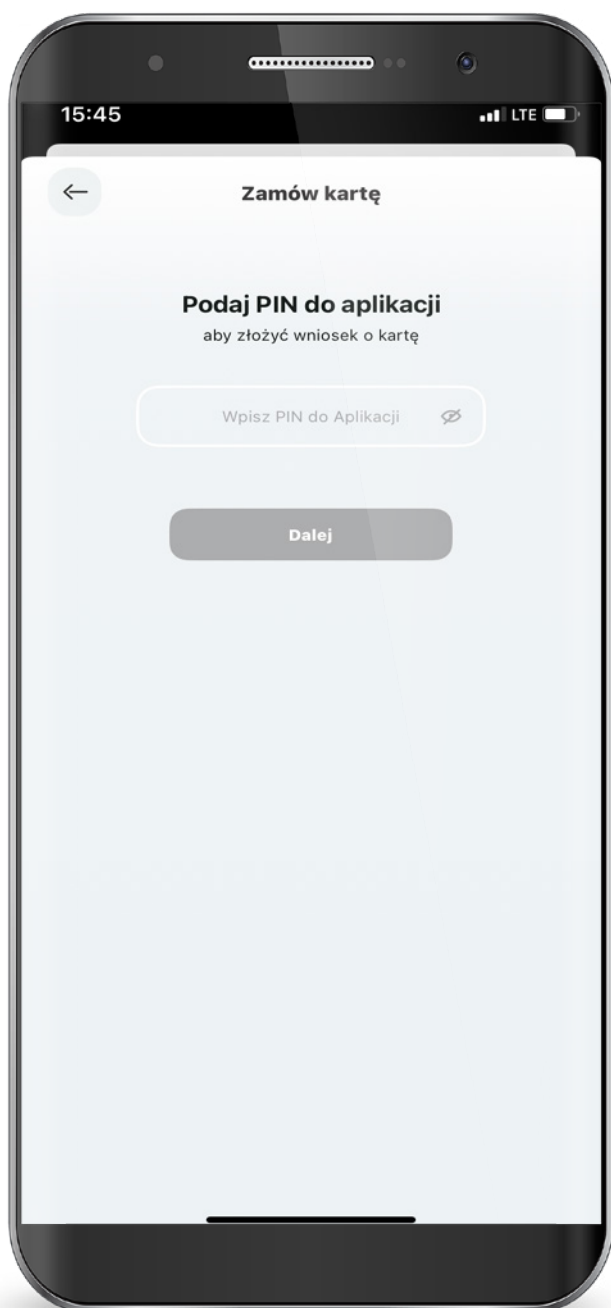 15:45
LTE
Zamów kartę
Podaj PIN do aplikacji
aby złożyć wniosek o kartę
Wpisz PIN do Aplikacji
Dalej